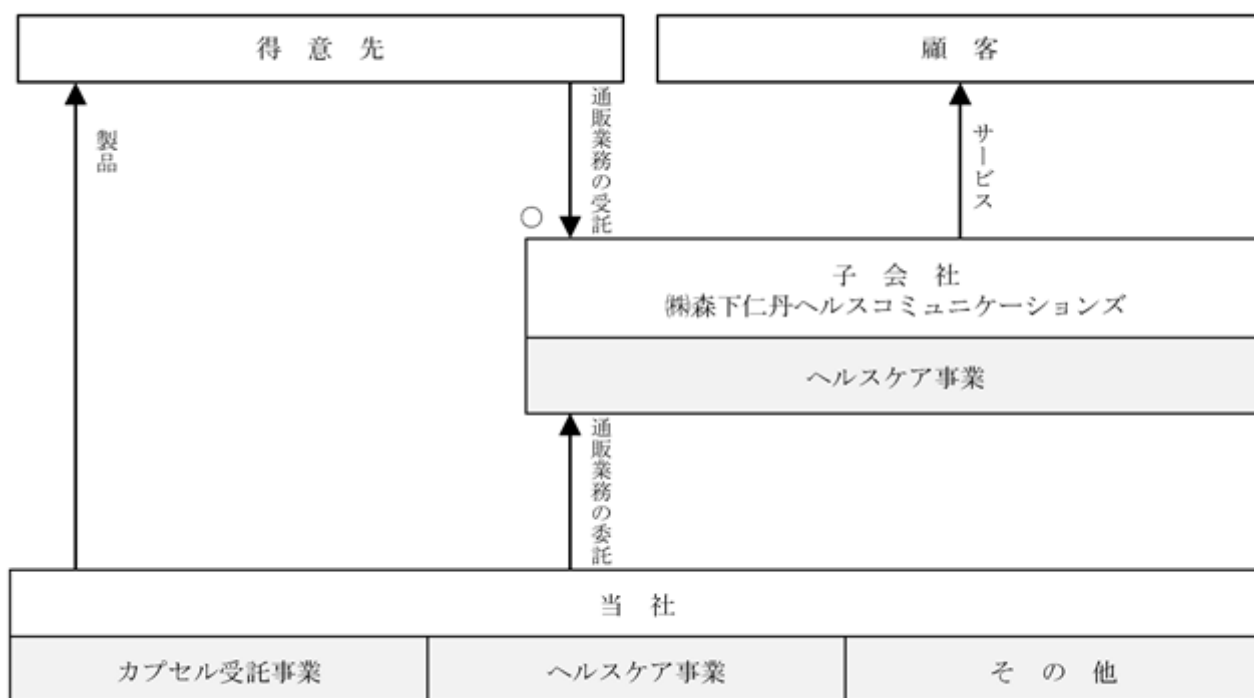 得 意 先
顧 客
製品
通販業務の受託
サービス
○
子 会 社
㈱森下仁丹ヘルスコミュニケーションズ
ヘルスケア事業
通販業務の委託
当 社
カプセル受託事業
ヘルスケア事業
そ の 他